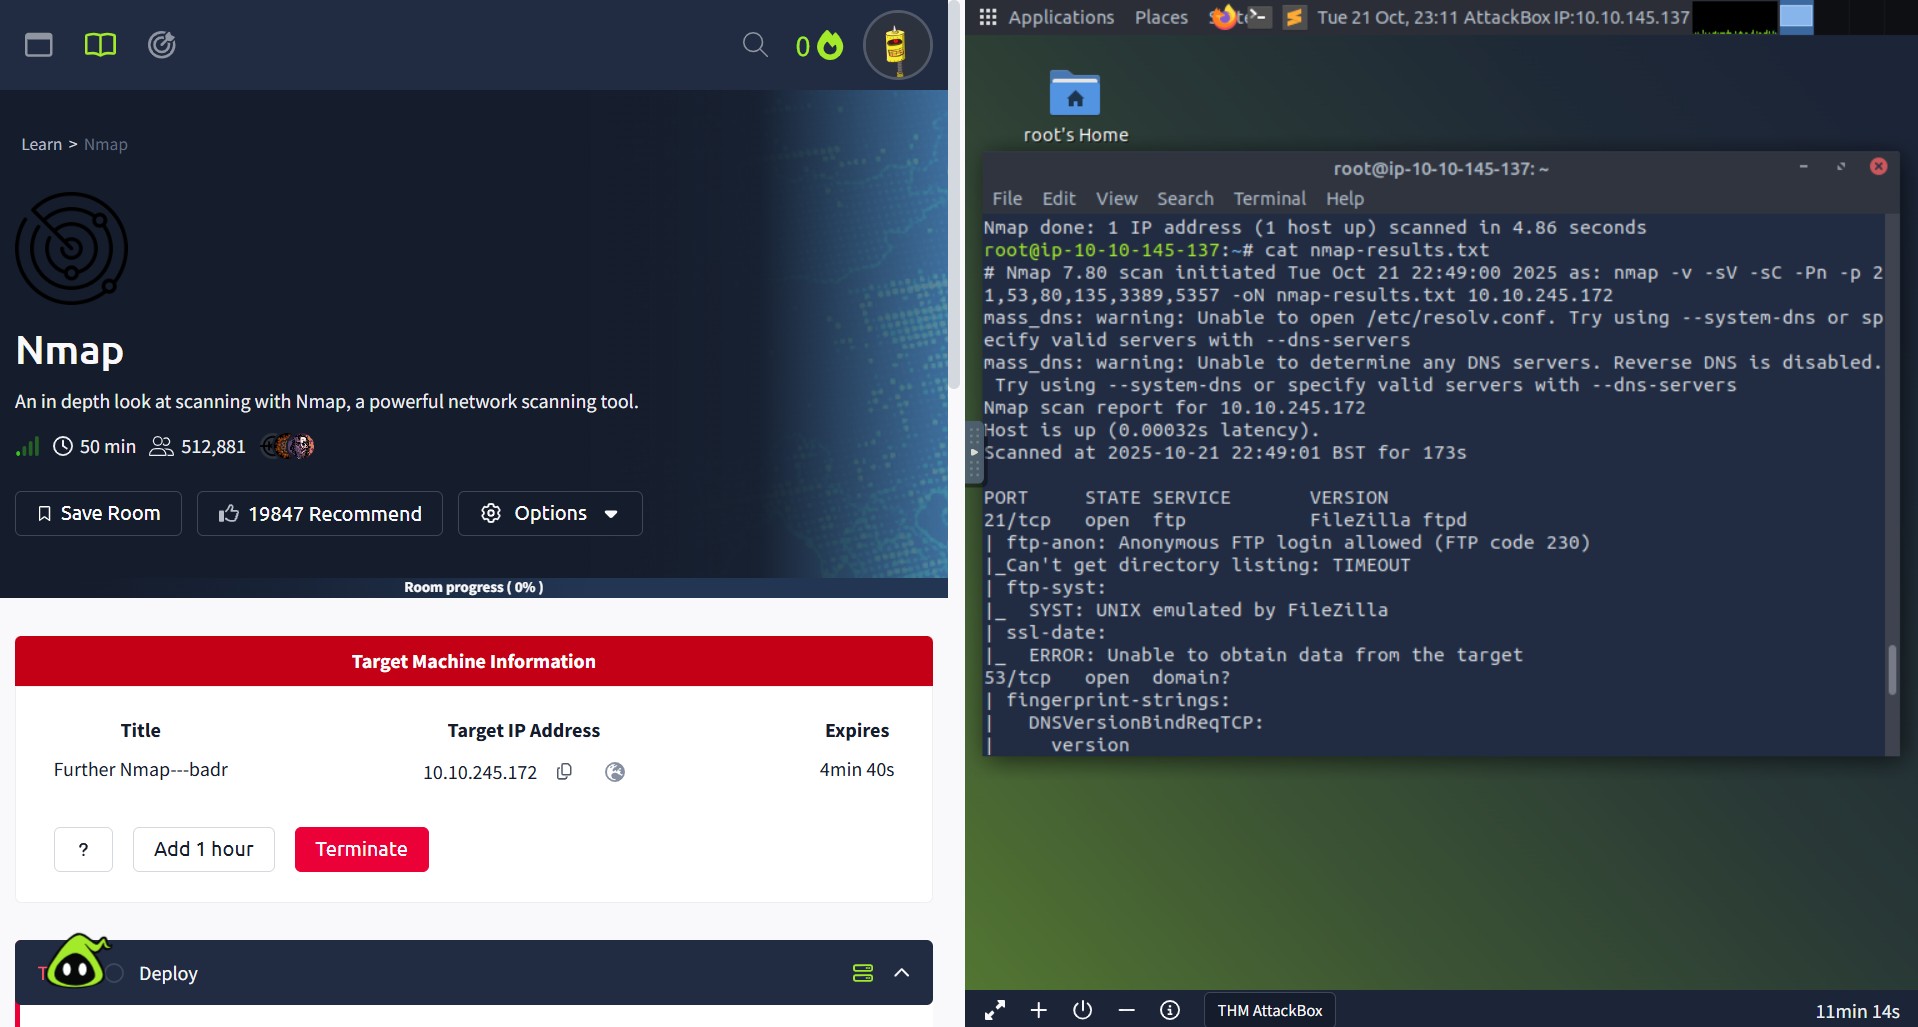 0
Learn > Nmap
Nmap
An in depth look at scanning with Nmap, a powerful network scanning tool.
50 min 512,881
Save Room 19847 Recommend Options
Room progress ( 0% )
Target Machine Information
Title Target IP Address Expires
Further Nmap---badr 10.10.245.172 4min 40s
? Add 1 hour Terminate
Deploy
Applications Places Tue 21 Oct, 23:11 AttackBox IP:10.10.145.137
root's Home
root@ip-10-10-145-137: ~
File Edit View Search Terminal Help
Nmap done: 1 IP address (1 host up) scanned in 4.86 seconds
root@ip-10-10-145-137:~# cat nmap-results.txt
# Nmap 7.80 scan initiated Tue Oct 21 22:49:00 2025 as: nmap -v -sV -sC -Pn -p 2
1,53,80,135,3389,5357 -oN nmap-results.txt 10.10.245.172
mass_dns: warning: Unable to open /etc/resolv.conf. Try using --system-dns or sp
ecify valid servers with --dns-servers
mass_dns: warning: Unable to determine any DNS servers. Reverse DNS is disabled.
 Try using --system-dns or specify valid servers with --dns-servers
Nmap scan report for 10.10.245.172
Host is up (0.00032s latency).
Scanned at 2025-10-21 22:49:01 BST for 173s
PORT STATE SERVICE VERSION
21/tcp open ftp FileZilla ftpd
| ftp-anon: Anonymous FTP login allowed (FTP code 230)
|_Can't get directory listing: TIMEOUT
| ftp-syst:
|_ SYST: UNIX emulated by FileZilla
| ssl-date:
|_ ERROR: Unable to obtain data from the target
53/tcp open domain?
| fingerprint-strings:
| DNSVersionBindReqTCP:
| version
THM AttackBox 11min 14s